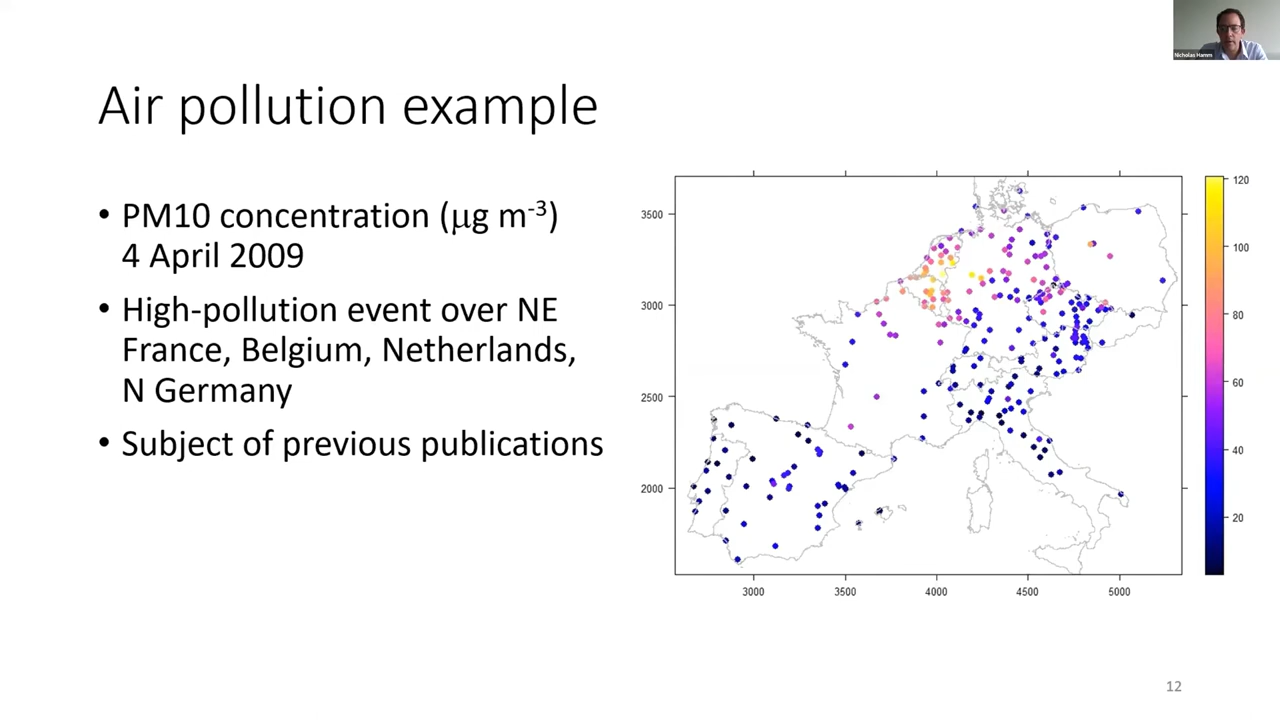 Nicholas Hamm
Air pollution example
• PM10 concentration (μg m-3)
4 April 2009
• High-pollution event over NE
France, Belgium, Netherlands,
N Germany
• Subject of previous publications
3500
3000
2500
2000
3000
3500
4000
4500
5000
120
100
80
60
40
20
12